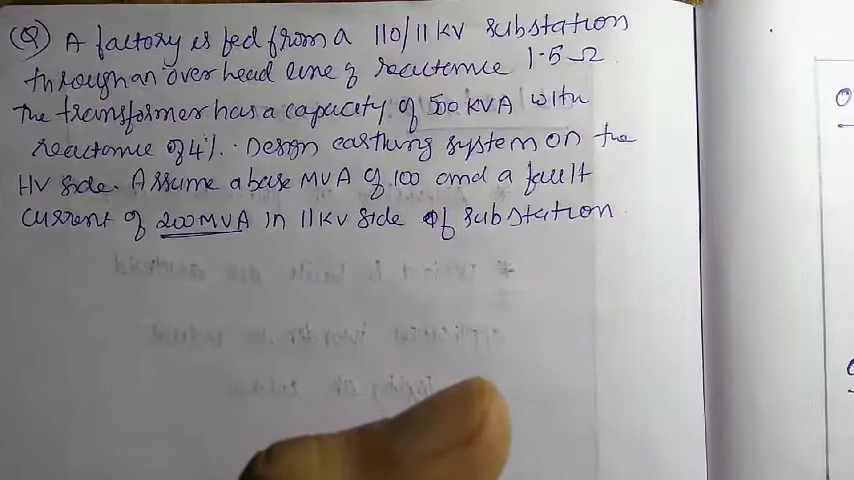 (Q) A factory is fed from a 110/11 KV substation
through an overhead line of reactance 1.5 Ω
The transformer has a capacity of 500 KVA with
reactance of 4%. Design earthing system on the
HV side. Assume a base MVA of 100 and a fault
current of 200MVA in 11KV side of substation